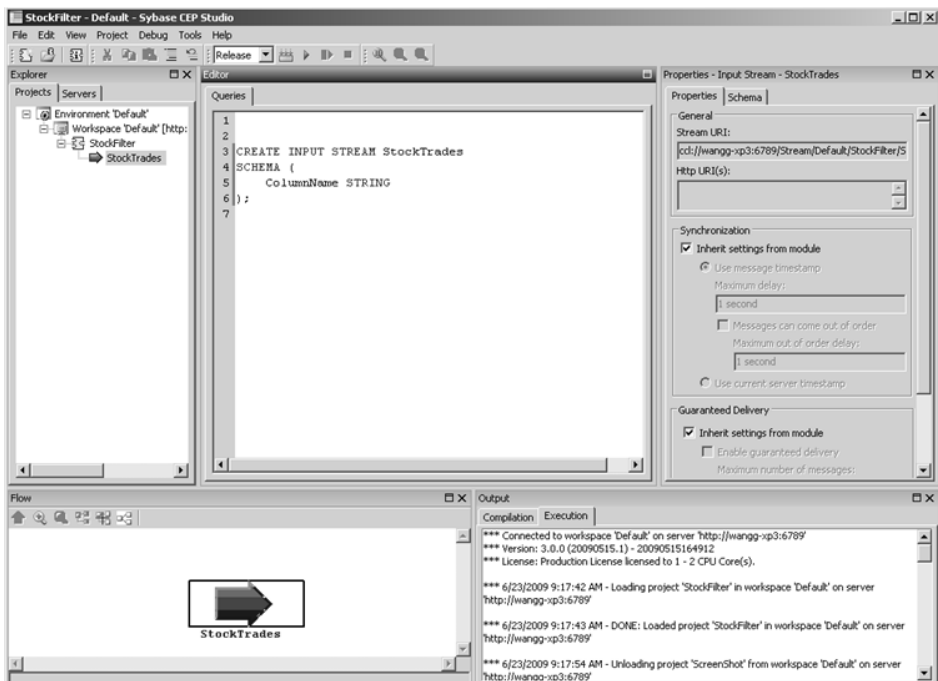 StockFilter - Default - Sybase CEP Studio
File Edit View Project Debug Tools Help
Release
Explorer
Projects Servers
Environment 'Default'
Workspace 'Default' [http:
StockFilter
StockTrades
Editor
Queries
1
2
3 CREATE INPUT STREAM StockTrades
4 SCHEMA (
5 ColumnName STRING
6 );
7
Properties - Input Stream - StockTrades
Properties Schema
General
Stream URI:
ccl://wangg-xp3:6789/Stream/Default/StockFilter/S
Http URI(s):
Synchronization
Inherit settings from module
Use message timestamp
Maximum delay:
1 second
Messages can come out of order
Maximum out of order delay:
1 second
Use current server timestamp
Guaranteed Delivery
Inherit settings from module
Enable guaranteed delivery
Maximum number of messages:
Flow
StockTrades
Output
Compilation Execution
*** Connected to workspace 'Default' on server 'http://wangg-xp3:6789'
*** Version: 3.0.0 (20090515.1) - 20090515164912
*** License: Production License licensed to 1 - 2 CPU Core(s).
*** 6/23/2009 9:17:42 AM - Loading project 'StockFilter' in workspace 'Default' on server
'http://wangg-xp3:6789'
*** 6/23/2009 9:17:43 AM - DONE: Loaded project 'StockFilter' in workspace 'Default' on server
'http://wangg-xp3:6789'
*** 6/23/2009 9:17:54 AM - Unloading project 'ScreenShot' from workspace 'Default' on server
'http://wangg-xp3:6789'